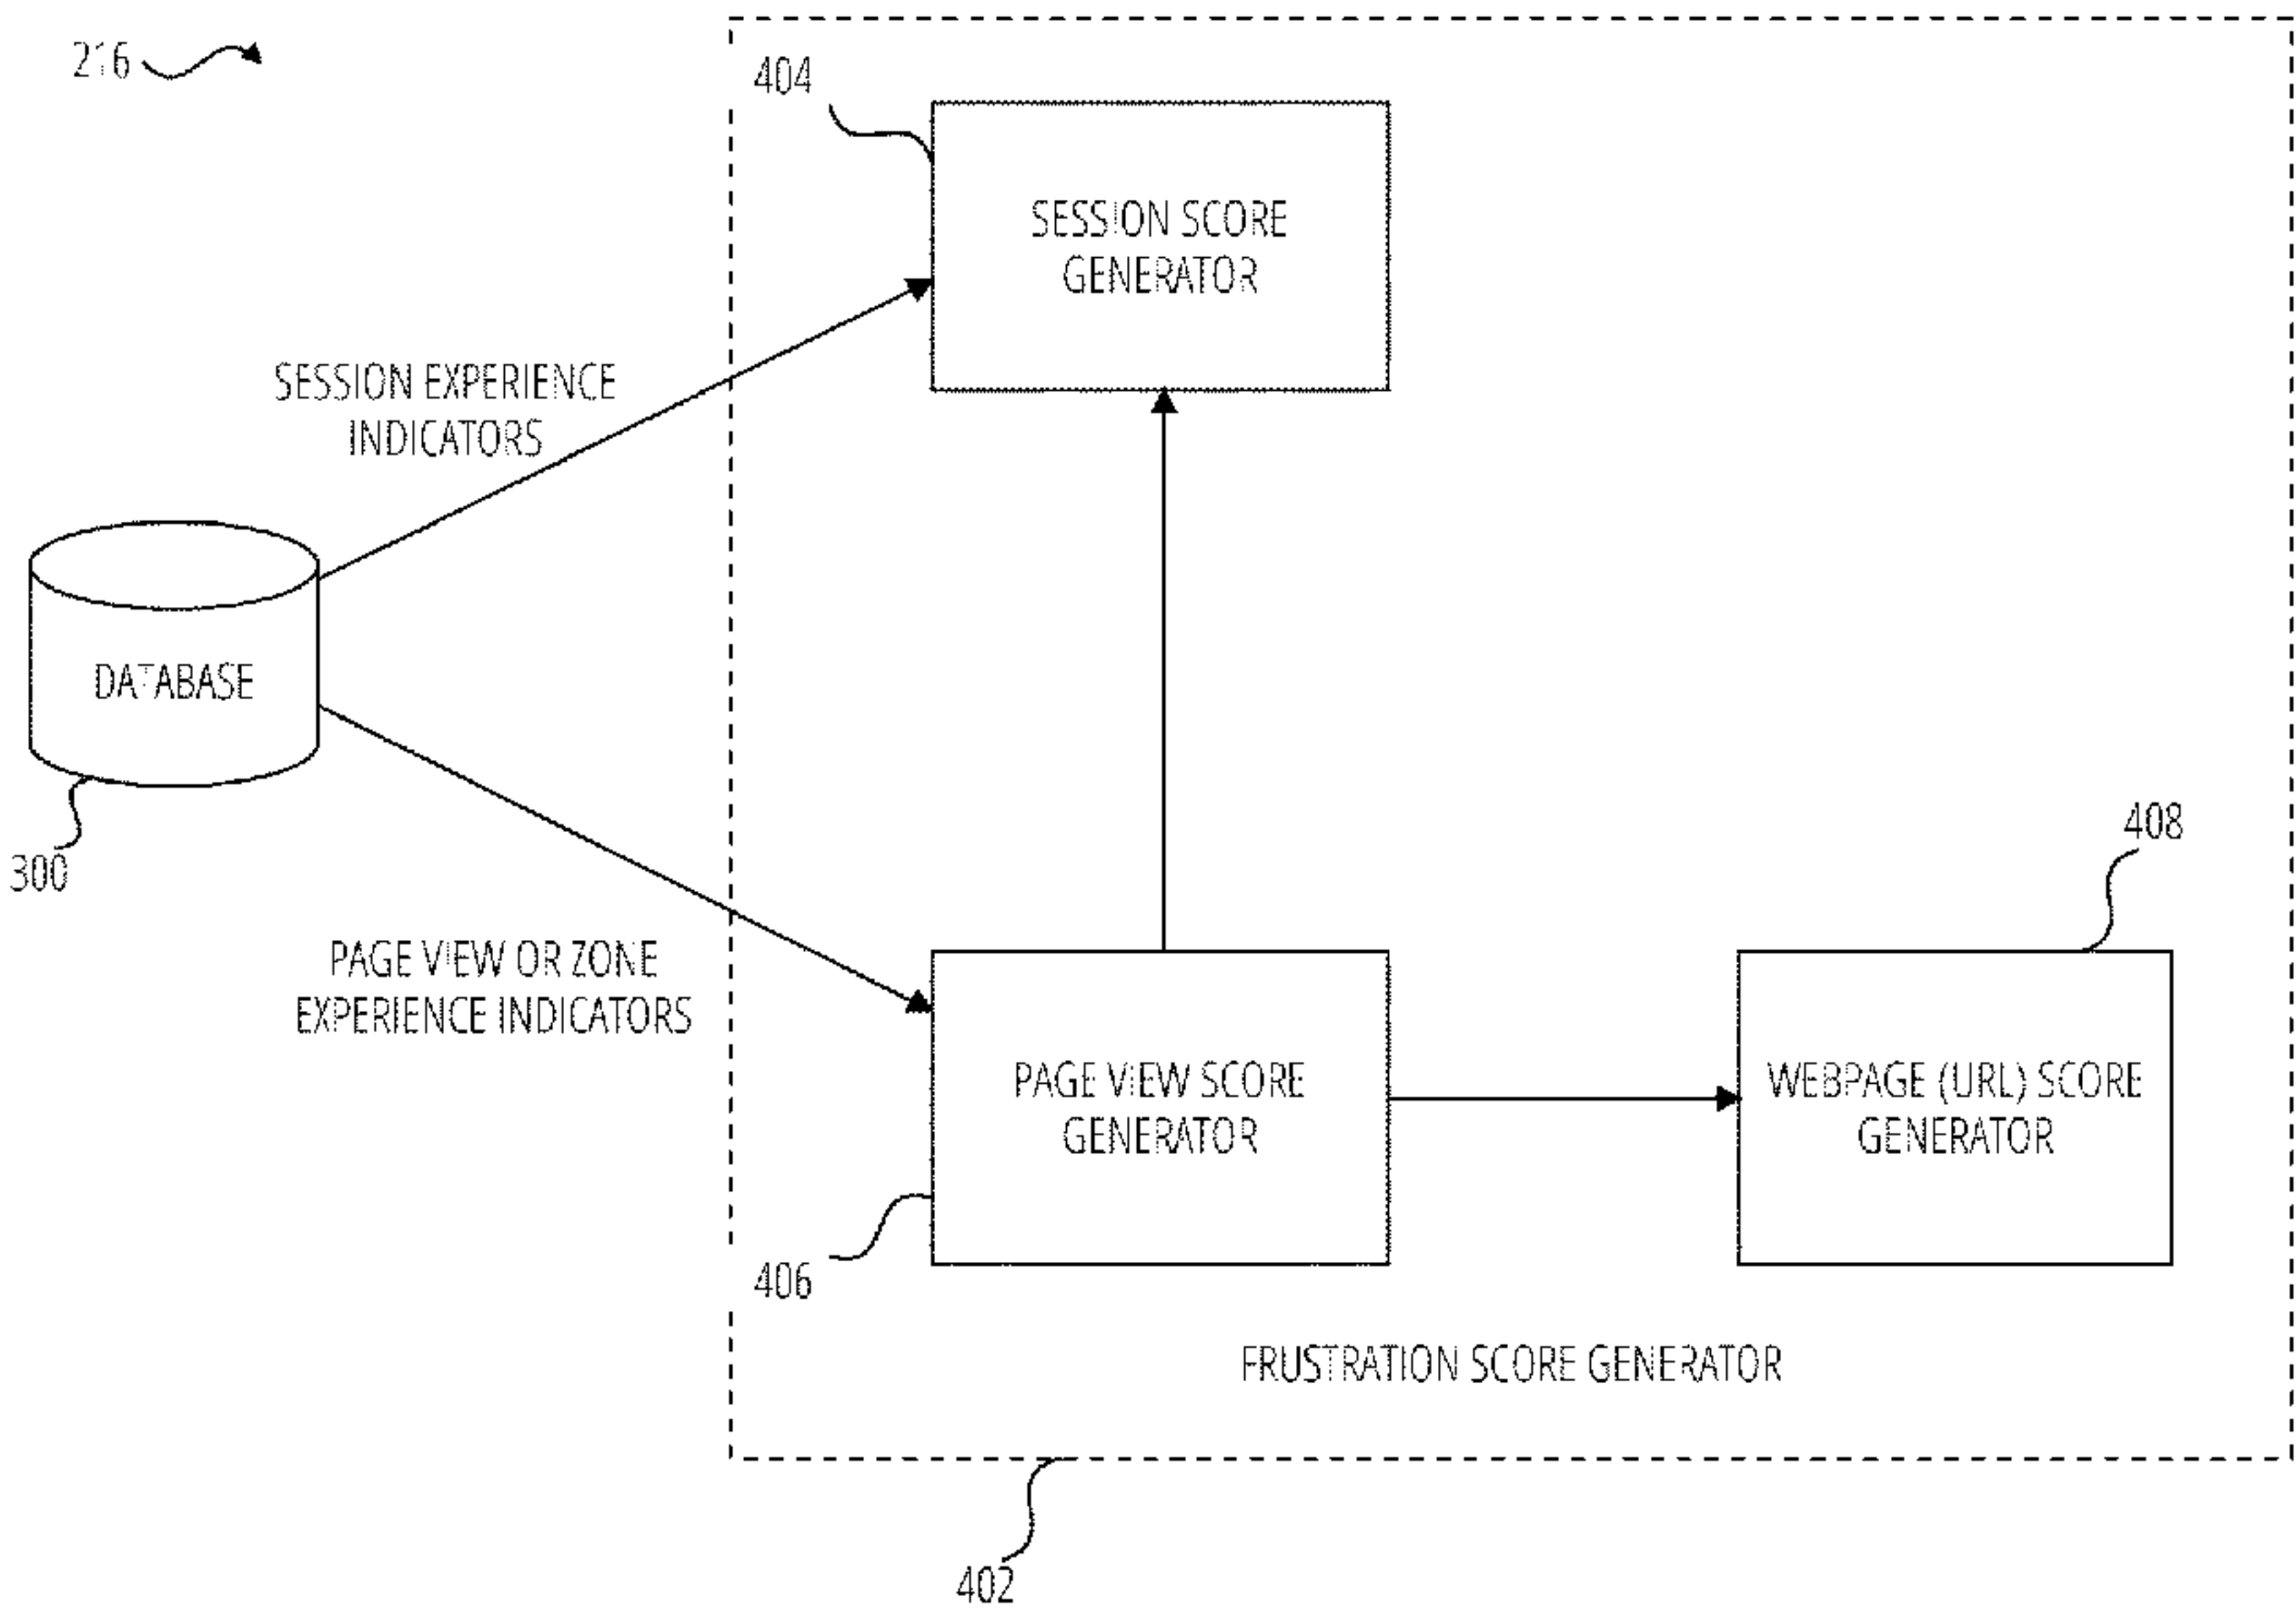 216
404
SESSION SCORE
GENERATOR
SESSION EXPERIENCE
INDICATORS
DATABASE
300
408
PAGE VIEW OR ZONE
EXPERIENCE INDICATORS
PAGE VIEW SCORE
GENERATOR
WEBPAGE (URL) SCORE
GENERATOR
406
FRUSTRATION SCORE GENERATOR
402